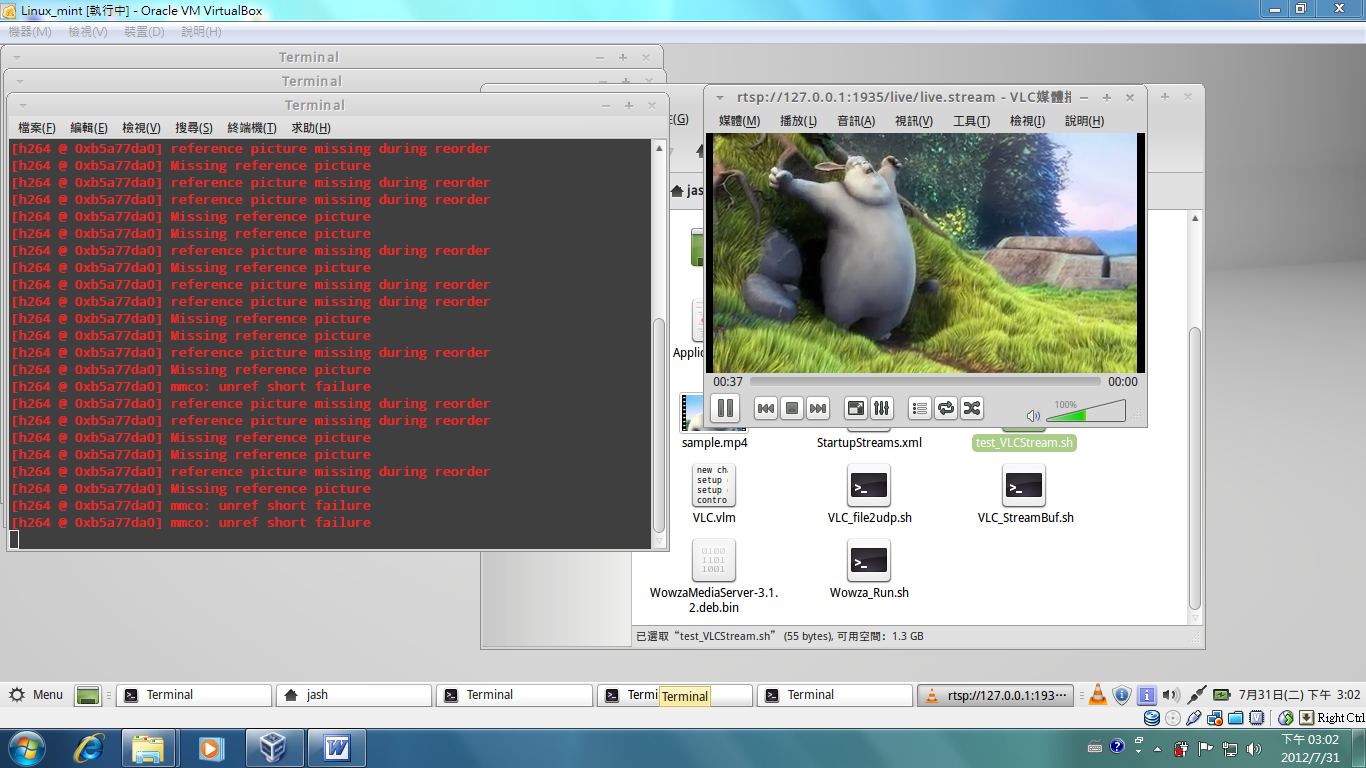 Linux_mint [執行中] - Oracle VM VirtualBox
機器(M) 檢視(V) 裝置(D) 說明(H)
Terminal
Terminal
Terminal
檔案(F) 編輯(E) 檢視(V) 搜尋(S) 終端機(T) 求助(H)
[h264 @ 0xb5a77da0] reference picture missing during reorder
[h264 @ 0xb5a77da0] Missing reference picture
[h264 @ 0xb5a77da0] reference picture missing during reorder
[h264 @ 0xb5a77da0] reference picture missing during reorder
[h264 @ 0xb5a77da0] Missing reference picture
[h264 @ 0xb5a77da0] Missing reference picture
[h264 @ 0xb5a77da0] reference picture missing during reorder
[h264 @ 0xb5a77da0] Missing reference picture
[h264 @ 0xb5a77da0] reference picture missing during reorder
[h264 @ 0xb5a77da0] reference picture missing during reorder
[h264 @ 0xb5a77da0] Missing reference picture
[h264 @ 0xb5a77da0] Missing reference picture
[h264 @ 0xb5a77da0] reference picture missing during reorder
[h264 @ 0xb5a77da0] Missing reference picture
[h264 @ 0xb5a77da0] mmco: unref short failure
[h264 @ 0xb5a77da0] reference picture missing during reorder
[h264 @ 0xb5a77da0] reference picture missing during reorder
[h264 @ 0xb5a77da0] Missing reference picture
[h264 @ 0xb5a77da0] Missing reference picture
[h264 @ 0xb5a77da0] reference picture missing during reorder
[h264 @ 0xb5a77da0] Missing reference picture
[h264 @ 0xb5a77da0] mmco: unref short failure
[h264 @ 0xb5a77da0] mmco: unref short failure
(G)
jas
Applic
rtsp://127.0.0.1:1935/live/live.stream - VLC媒體
媒體(M) 播放(L) 音訊(A) 視訊(V) 工具(T) 檢視(I) 說明(H)
00:37 00:00
100%
sample.mp4 StartupStreams.xml test_VLCStream.sh
new ch
setup
setup
contro
VLC.vlm VLC_file2udp.sh VLC_StreamBuf.sh
0100
1101
1001
WowzaMediaServer-3.1.
2.deb.bin
Wowza_Run.sh
已選取“test_VLCStream.sh” (55 bytes), 可用空間: 1.3 GB
Menu Terminal jash Terminal Termi Terminal Terminal rtsp://127.0.0.1:193… 7月31日(二) 下午 3:02
Right Ctrl
下午 03:02
2012/7/31